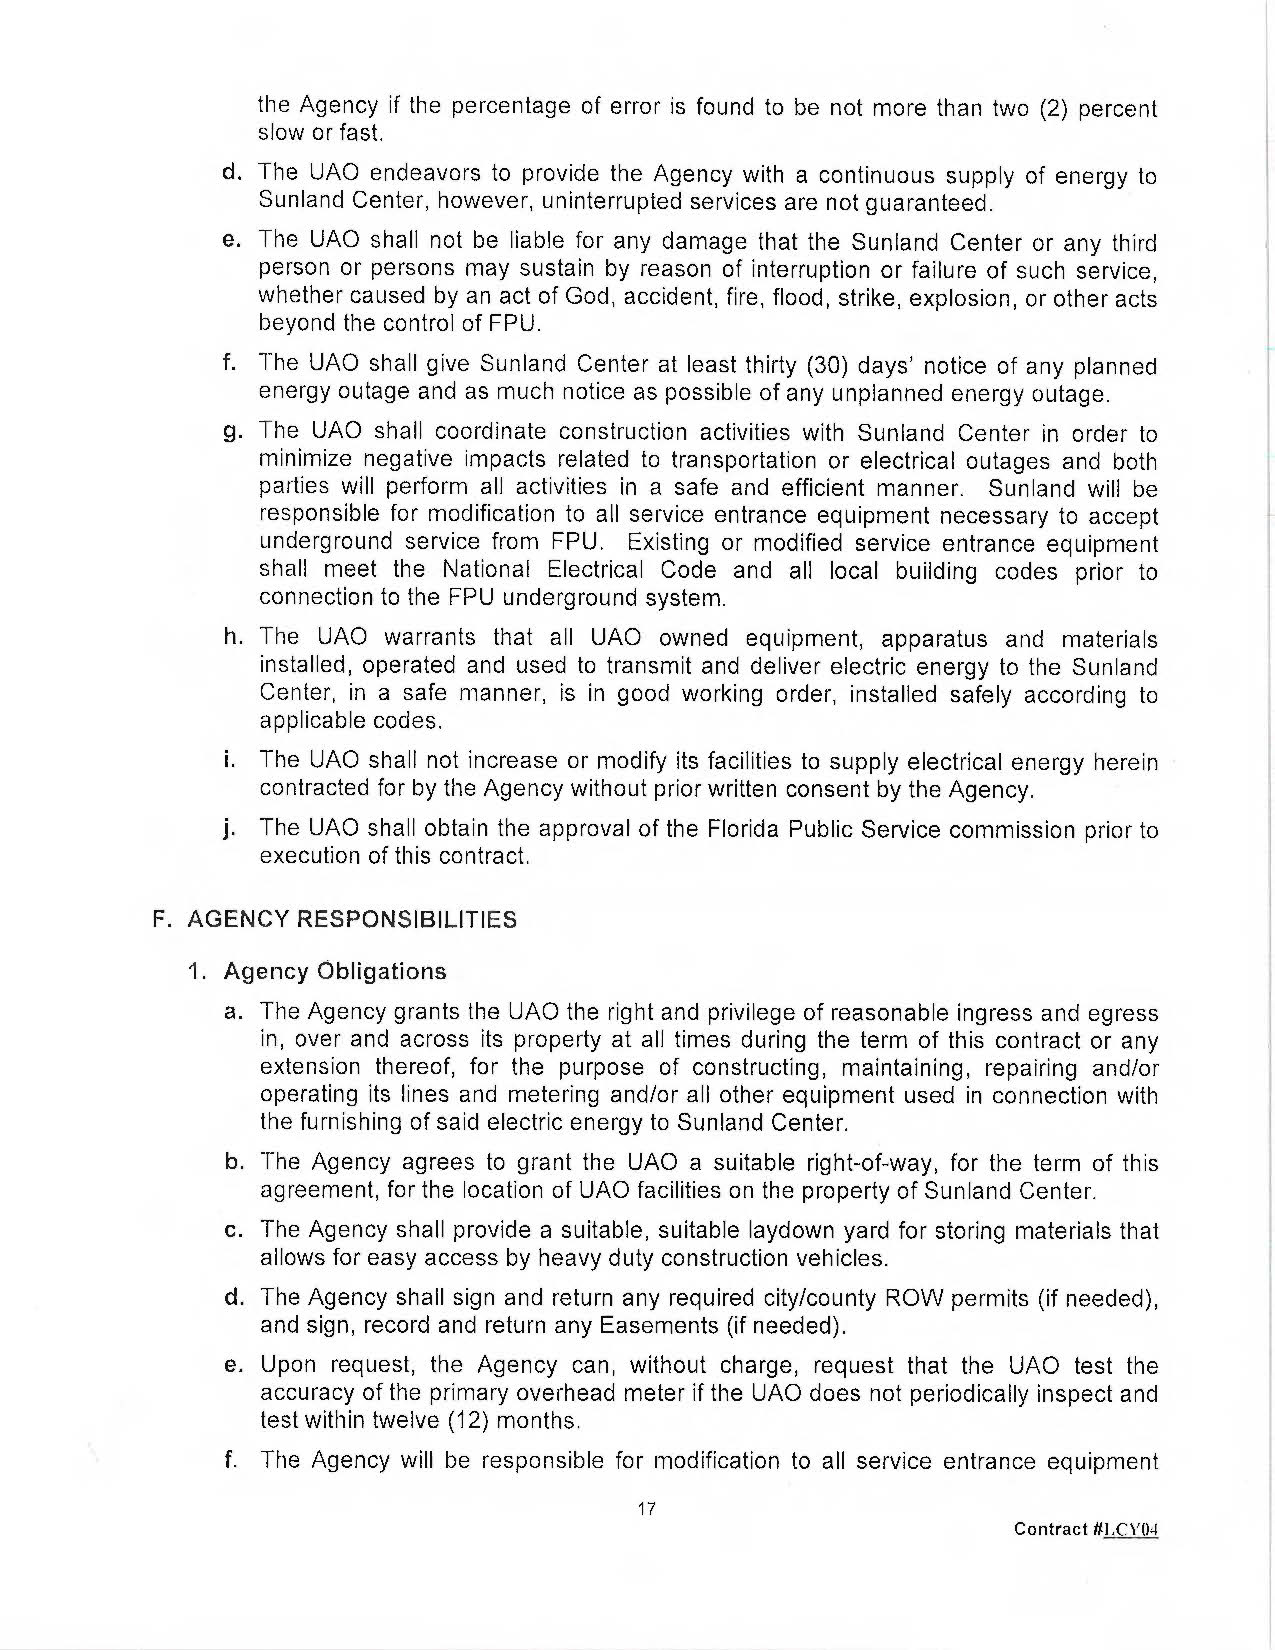 the Agency if the percentage of error is found to be not more than two (2) percent
slow or fast.
d. The UAO endeavors to provide the Agency with a continuous supply of energy to
Sunland Center, however, uninterrupted services are not guaranteed.
e. The UAO shall not be liable for any damage that the Sunland Center or any third
person or persons may sustain by reason of interruption or failure of such service,
whether caused by an act of God, accident, fire, flood, strike, explosion, or other acts
beyond the control of FPU.
f. The UAO shall give Sunland Center at least thirty (30) days' notice of any planned
energy outage and as much notice as possible of any unplanned energy outage.
g. The UAO shall coordinate construction activities with Sunland Center in order to
minimize negative impacts related to transportation or electrical outages and both
parties will perform all activities in a safe and efficient manner. Sunland will be
responsible for modification to all service entrance equipment necessary to accept
underground service from FPU. Existing or modified service entrance equipment
shall meet the National Electrical Code and all local building codes prior to
connection to the FPU underground system.
h. The UAO warrants that all UAO owned equipment, apparatus and materials
installed, operated and used to transmit and deliver electric energy to the Sunland
Center, in a safe manner, is in good working order, installed safely according to
applicable codes.
i. The UAO shall not increase or modify its facilities to supply electrical energy herein
contracted for by the Agency without prior written consent by the Agency.
j. The UAO shall obtain the approval of the Florida Public Service commission prior to
execution of this contract.
F. AGENCY RESPONSIBILITIES
1. Agency Obligations
a. The Agency grants the UAO the right and privilege of reasonable ingress and egress
in, over and across its property at all times during the term of this contract or any
extension thereof, for the purpose of constructing, maintaining, repairing and/or
operating its lines and metering and/or all other equipment used in connection with
the furnishing of said electric energy to Sunland Center.
b. The Agency agrees to grant the UAO a suitable right-of-way, for the term of this
agreement, for the location of UAO facilities on the property of Sunland Center.
c. The Agency shall provide a suitable, suitable laydown yard for storing materials that
allows for easy access by heavy duty construction vehicles.
d. The Agency shall sign and return any required city/county ROW permits (if needed),
and sign, record and return any Easements (if needed).
e. Upon request, the Agency can, without charge, request that the UAO test the
accuracy of the primary overhead meter if the UAO does not periodically inspect and
test within twelve (12) months.
f. The Agency will be responsible for modification to all service entrance equipment
17
Contract #LCY04